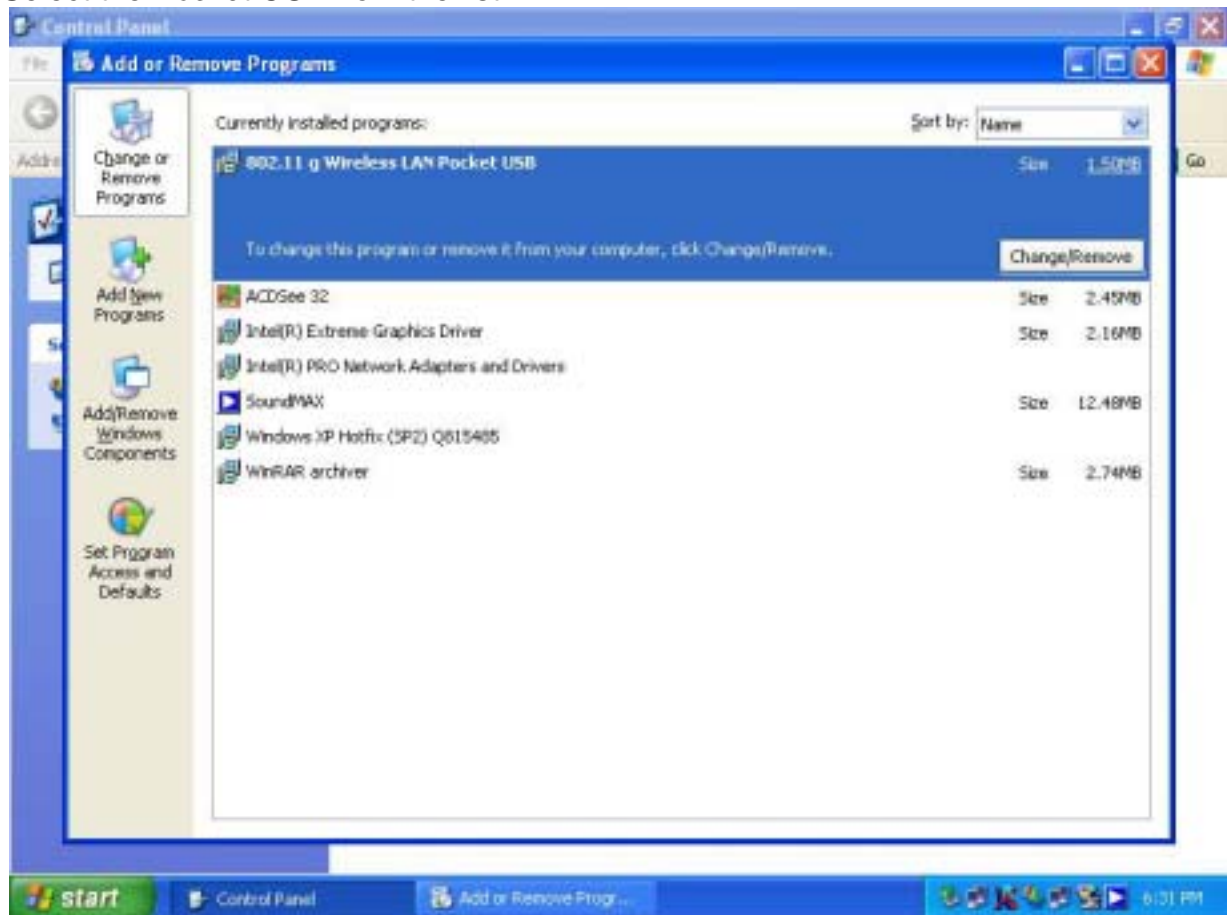 Control Panel
File
Add or Remove Programs
Change or
Remove
Programs
Currently installed programs:
Sort by: Name
Addre
Go
802.11 g Wireless LAN Pocket USB
Size 1.50MB
To change this program or remove it from your computer, click Change/Remove.
Change/Remove
Add New
Programs
ACDSee 32
Size 2.45MB
Intel(R) Extreme Graphics Driver
Size 2.16MB
Intel(R) PRO Network Adapters and Drivers
Add/Remove
Windows
Components
SoundMAX
Size 12.48MB
Windows XP Hotfix (SP2) Q815485
WinRAR archiver
Size 2.74MB
Set Program
Access and
Defaults
start
Control Panel
Add or Remove Progr...
6:31 PM